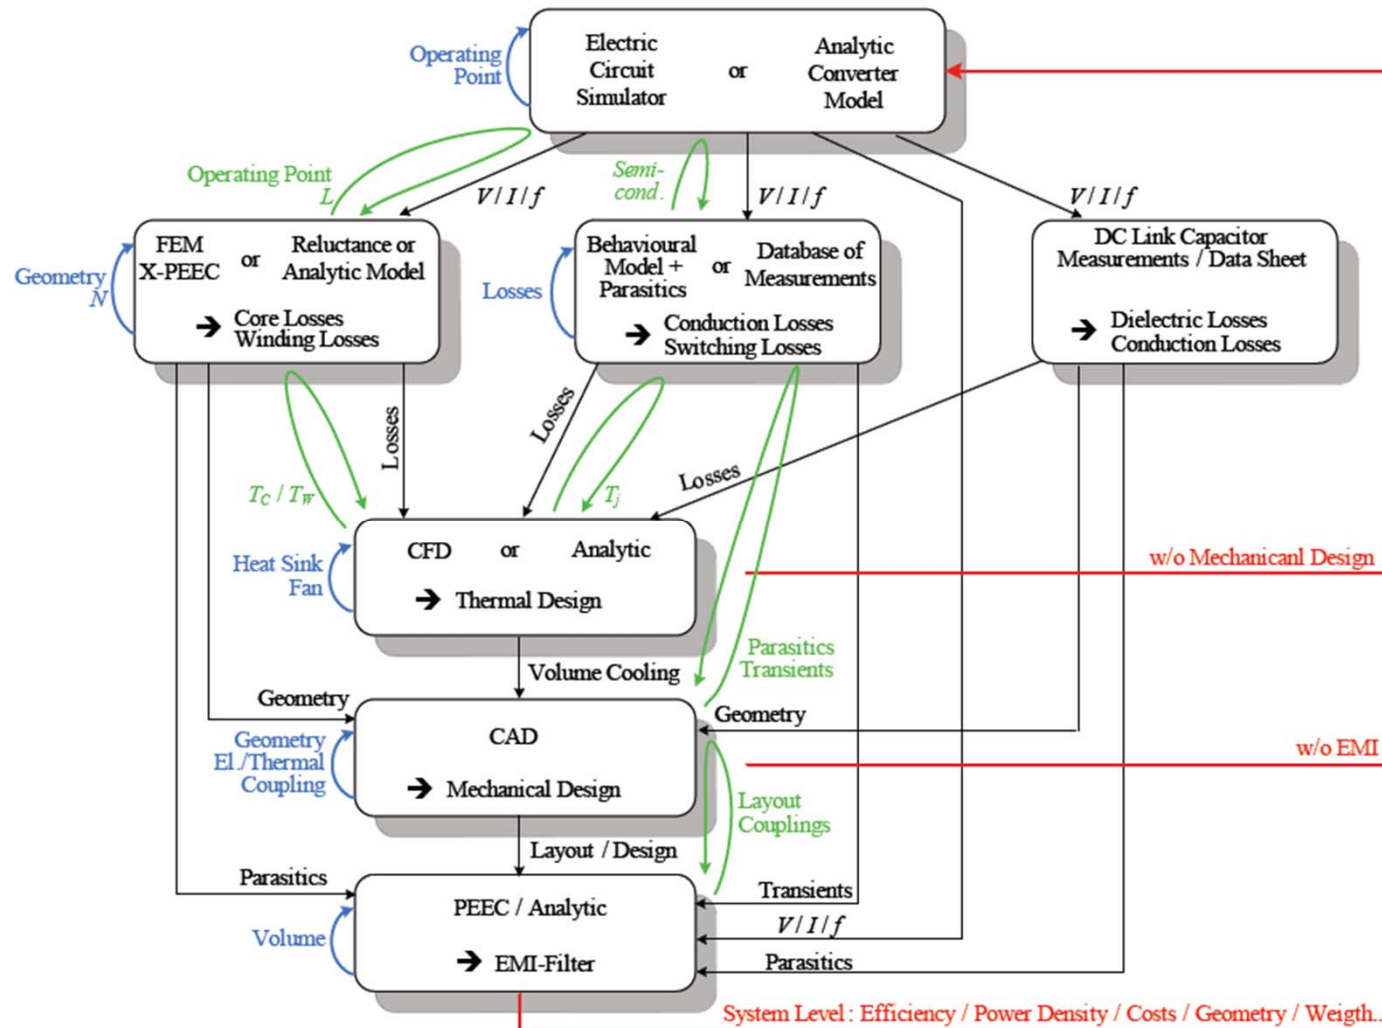 Electric
Circuit
Simulator
or
Analytic
Converter
Model
Operating
Point
Operating Point
L
Semi-
cond.
V/I/f
V/I/f
V/I/f
FEM
X-PEEC
or
Reluctance or
Analytic Model
➔ Core Losses
Winding Losses
Geometry
N
Behavioural
Model +
Parasitics
or
Database of
Measurements
➔ Conduction Losses
Switching Losses
Losses
DC Link Capacitor
Measurements / Data Sheet
➔ Dielectric Losses
Conduction Losses
Losses
Losses
Losses
TC / TW
Tj
CFD or Analytic
➔ Thermal Design
Heat Sink
Fan
w/o Mechanicanl Design
Volume Cooling
Parasitics
Transients
Geometry
Geometry
CAD
➔ Mechanical Design
Geometry
El./Thermal
Coupling
w/o EMI
Layout
Couplings
Layout / Design
Parasitics
Transients
V/I/f
Parasitics
PEEC / Analytic
➔ EMI-Filter
Volume
System Level : Efficiency / Power Density / Costs / Geometry / Weigth..